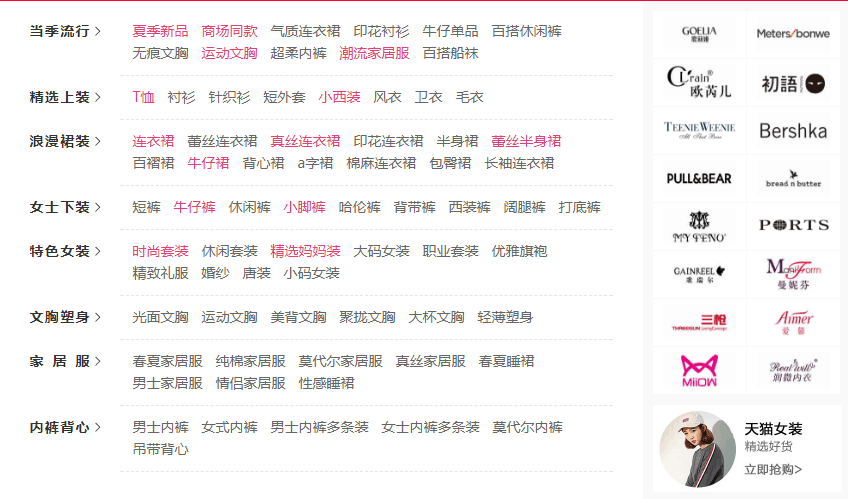 当季流行 >
夏季新品 商场同款 气质连衣裙 印花衬衫 牛仔单品 百搭休闲裤
无痕文胸 运动文胸 超柔内裤 潮流家居服 百搭船袜
精选上装 >
T恤 衬衫 针织衫 短外套 小西装 风衣 卫衣 毛衣
浪漫裙装 >
连衣裙 蕾丝连衣裙 真丝连衣裙 印花连衣裙 半身裙 蕾丝半身裙
百褶裙 牛仔裙 背心裙 a字裙 棉麻连衣裙 包臀裙 长袖连衣裙
女士下装 >
短裤 牛仔裤 休闲裤 小脚裤 哈伦裤 背带裤 西装裤 阔腿裤 打底裤
特色女装 >
时尚套装 休闲套装 精选妈妈装 大码女装 职业套装 优雅旗袍
精致礼服 婚纱 唐装 小码女装
文胸塑身 >
光面文胸 运动文胸 美背文胸 聚拢文胸 大杯文胸 轻薄塑身
家居服 >
春夏家居服 纯棉家居服 莫代尔家居服 真丝家居服 春夏睡裙
男士家居服 情侣家居服 性感睡裙
内裤背心 >
男士内裤 女式内裤 男士内裤多条装 女士内裤多条装 莫代尔内裤
吊带背心
GOELIA
Meters/bonwe
Clrain®
欧芮儿
初語
TEENIE WEENIE
Bershka
PULL&BEAR
bread n butter
MYTENO
PORTS
GAINREEL
歌瑞尔
ManiForm
曼妮芬
三枪
THREEGUN
Aimer
爱慕
MiiOW
Real will®
润微内衣
天猫女装
精选好货
立即抢购>